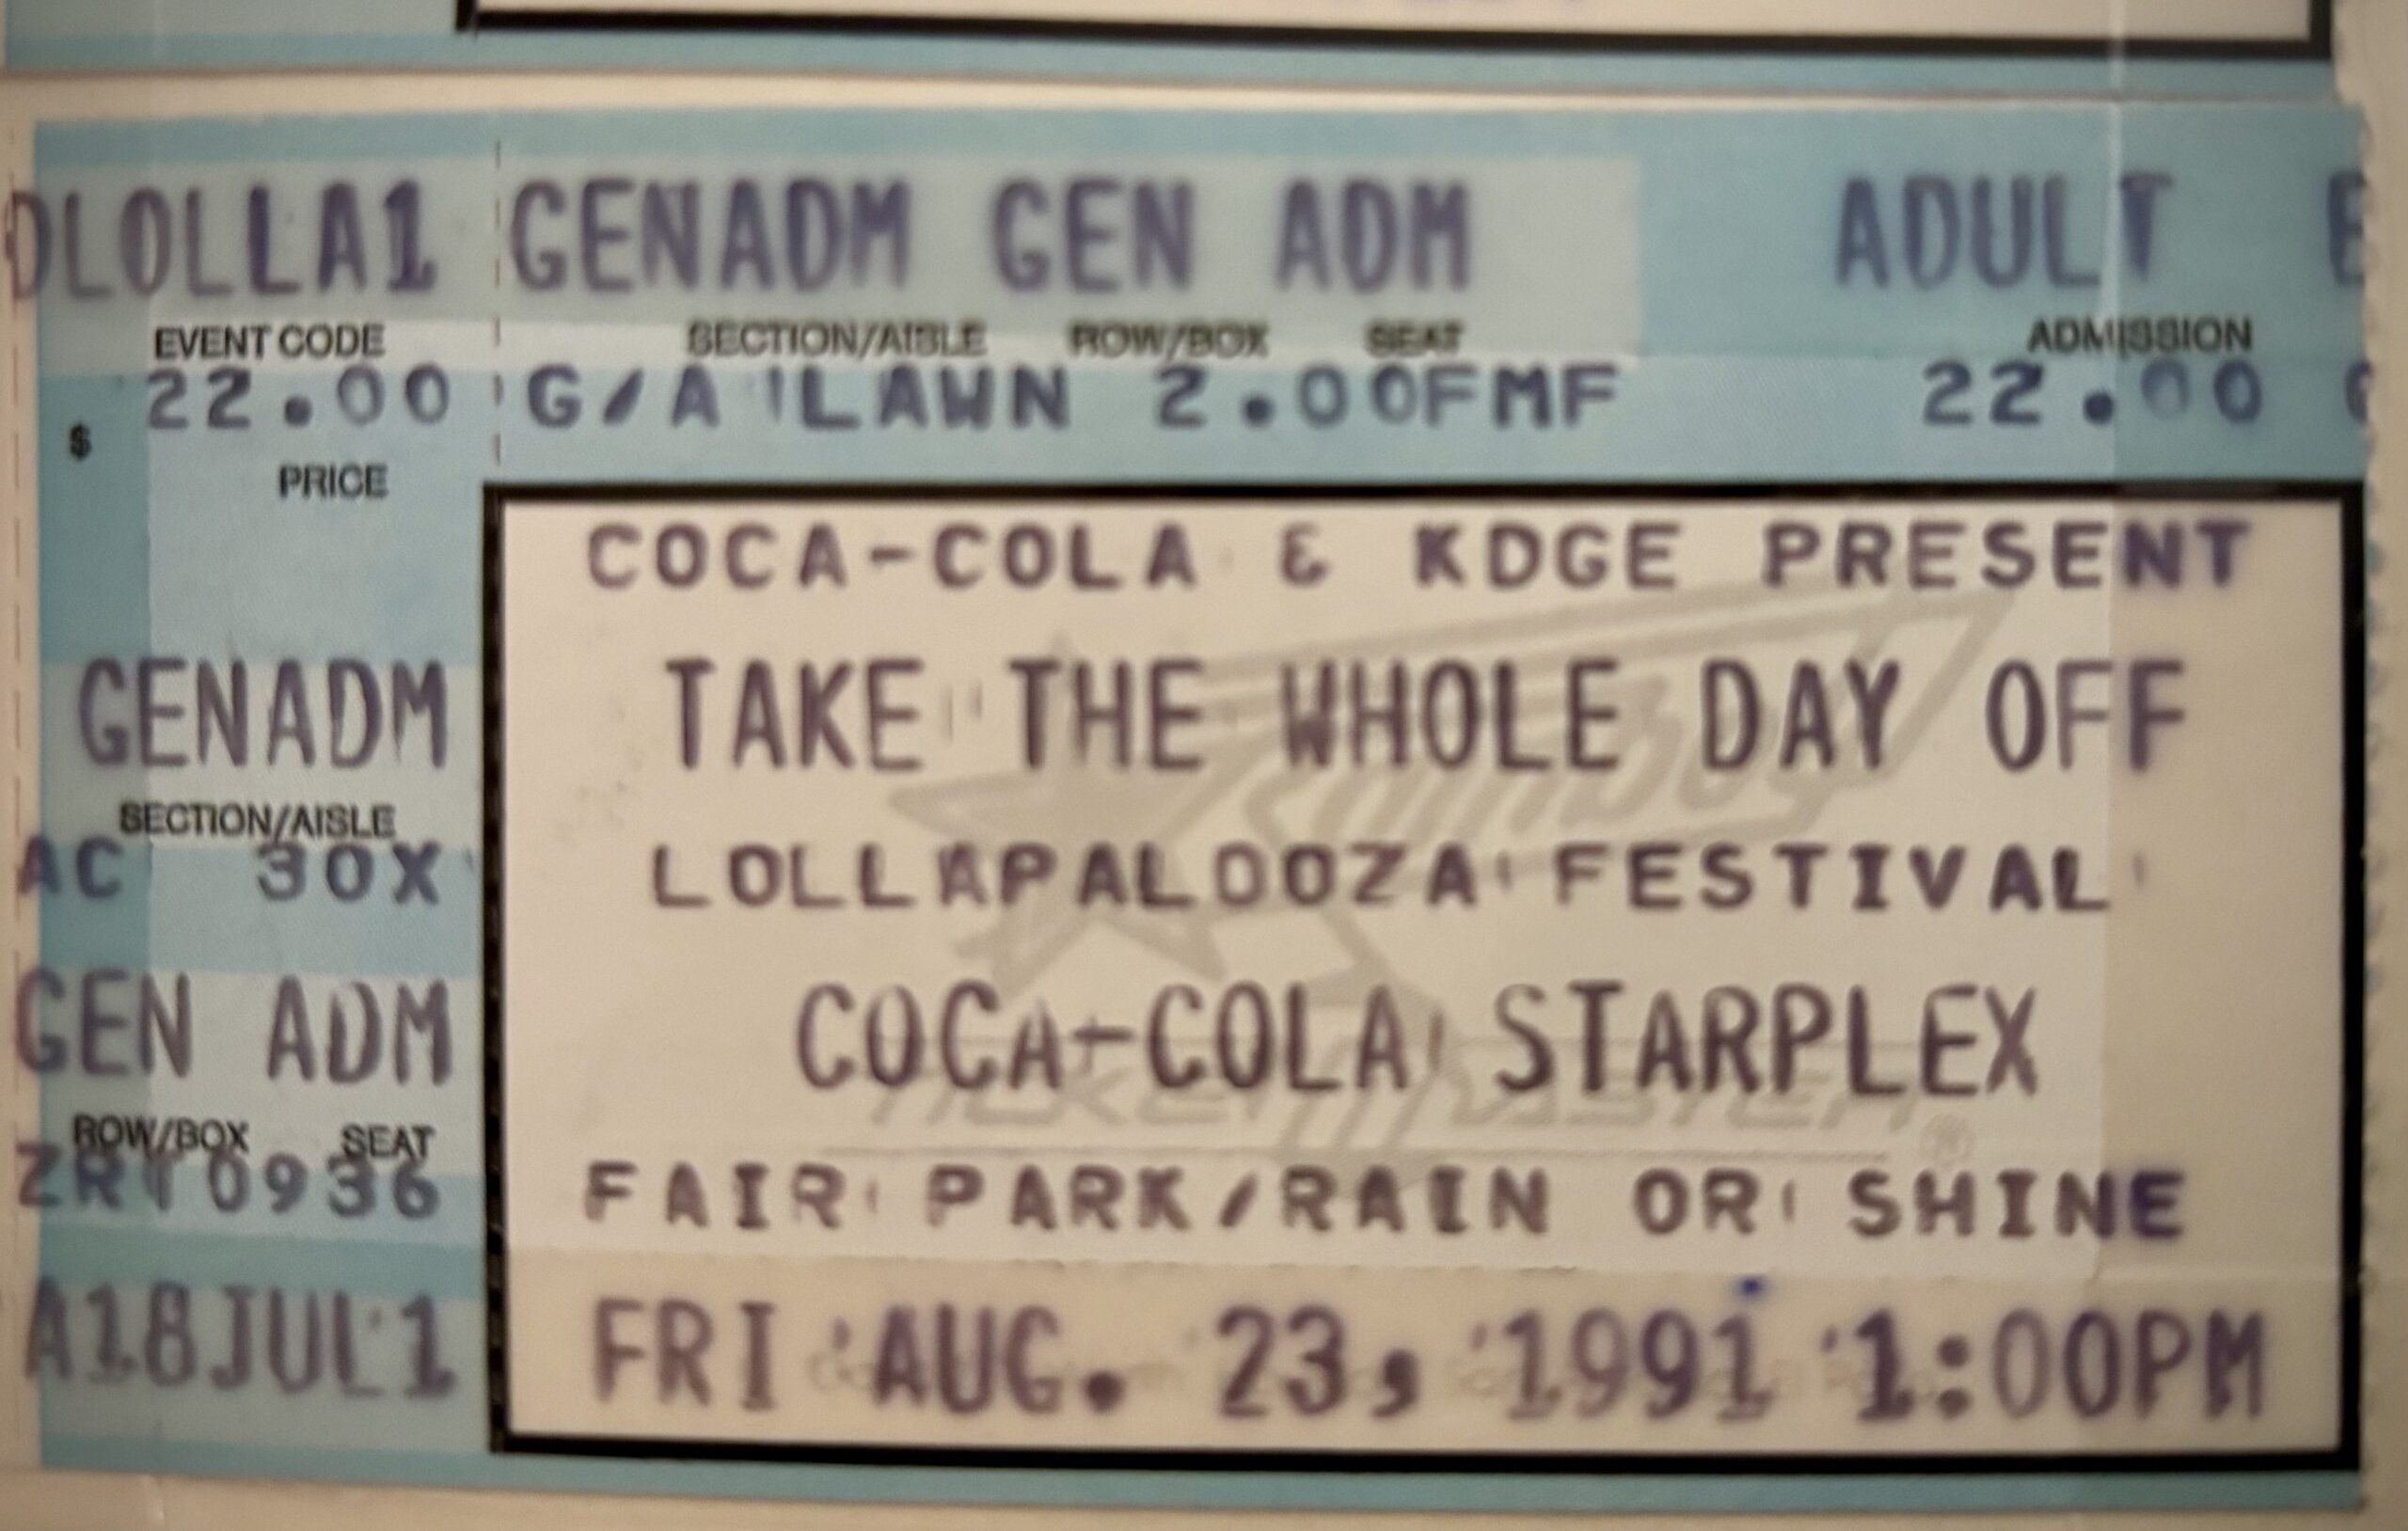 DLOLLA1 GENADM GEN ADM ADULT
EVENT CODE SECTION/AISLE ROW/BOX SEAT ADMISSION
$ 22.00 G/A LAWN 2.00FMF 22.00
PRICE
COCA-COLA & KDGE PRESENT
GENADM TAKE THE WHOLE DAY OFF
SECTION/AISLE
AC 30X LOLLAPALOOZA FESTIVAL
GEN ADM COCA-COLA STARPLEX
TICKETMASTER®
ROW/BOX SEAT
ZRT0936 FAIR PARK/RAIN OR SHINE
A18JUL1 FRI AUG. 23, 1991 1:00PM